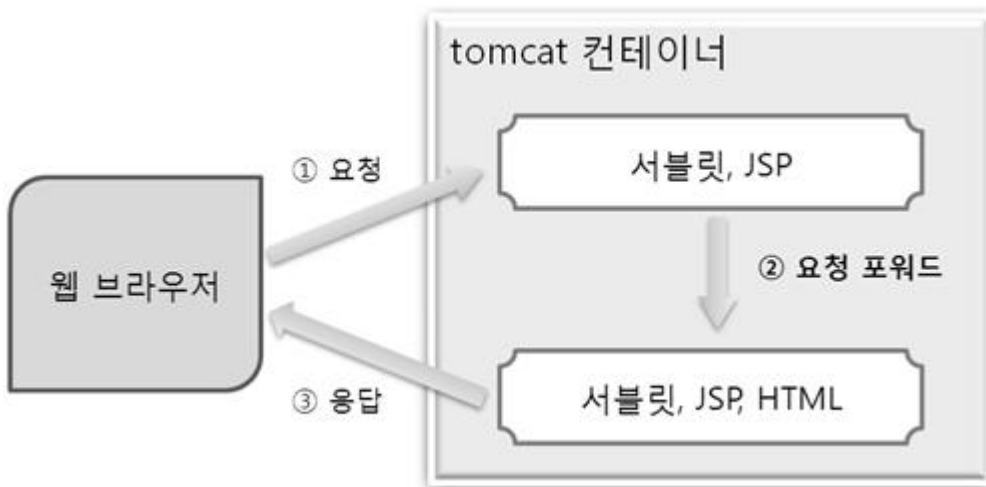 tomcat 컨테이너
서블릿, JSP
① 요청
② 요청 포워드
웹 브라우저
③ 응답
서블릿, JSP, HTML